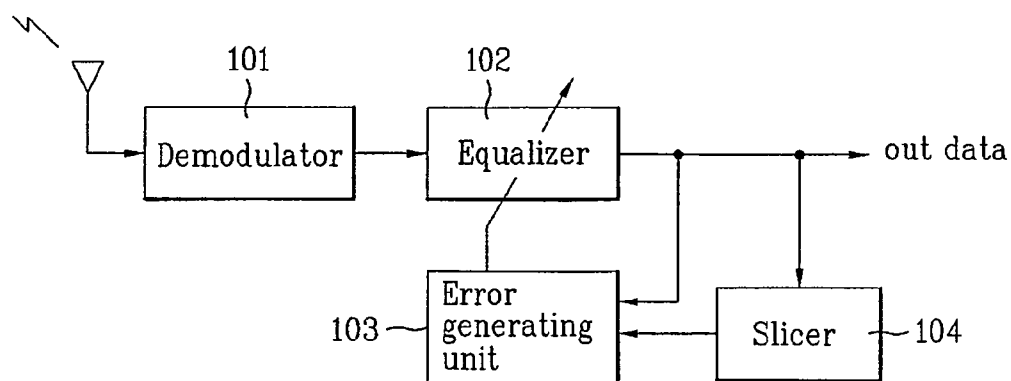 101
102
Demodulator
Equalizer
out data
103
Error
generating
unit
Slicer
104